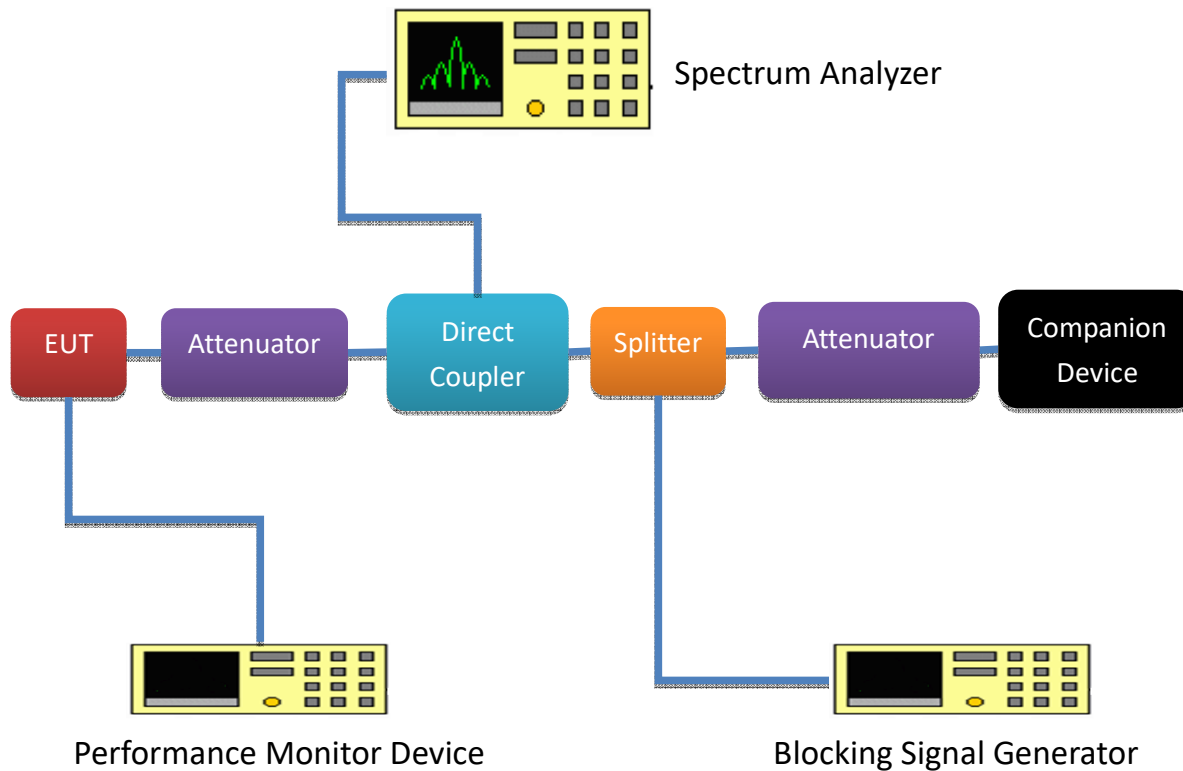 Spectrum Analyzer
EUT
Attenuator
Direct
Coupler
Splitter
Attenuator
Companion
Device
Performance Monitor Device
Blocking Signal Generator